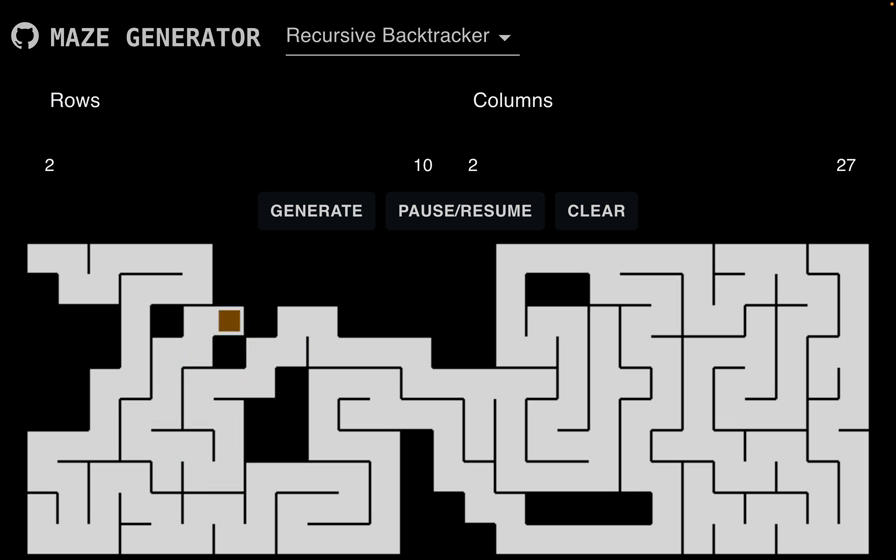 MAZE GENERATOR Recursive Backtracker
Rows Columns
2 10 2 27
GENERATE PAUSE/RESUME CLEAR